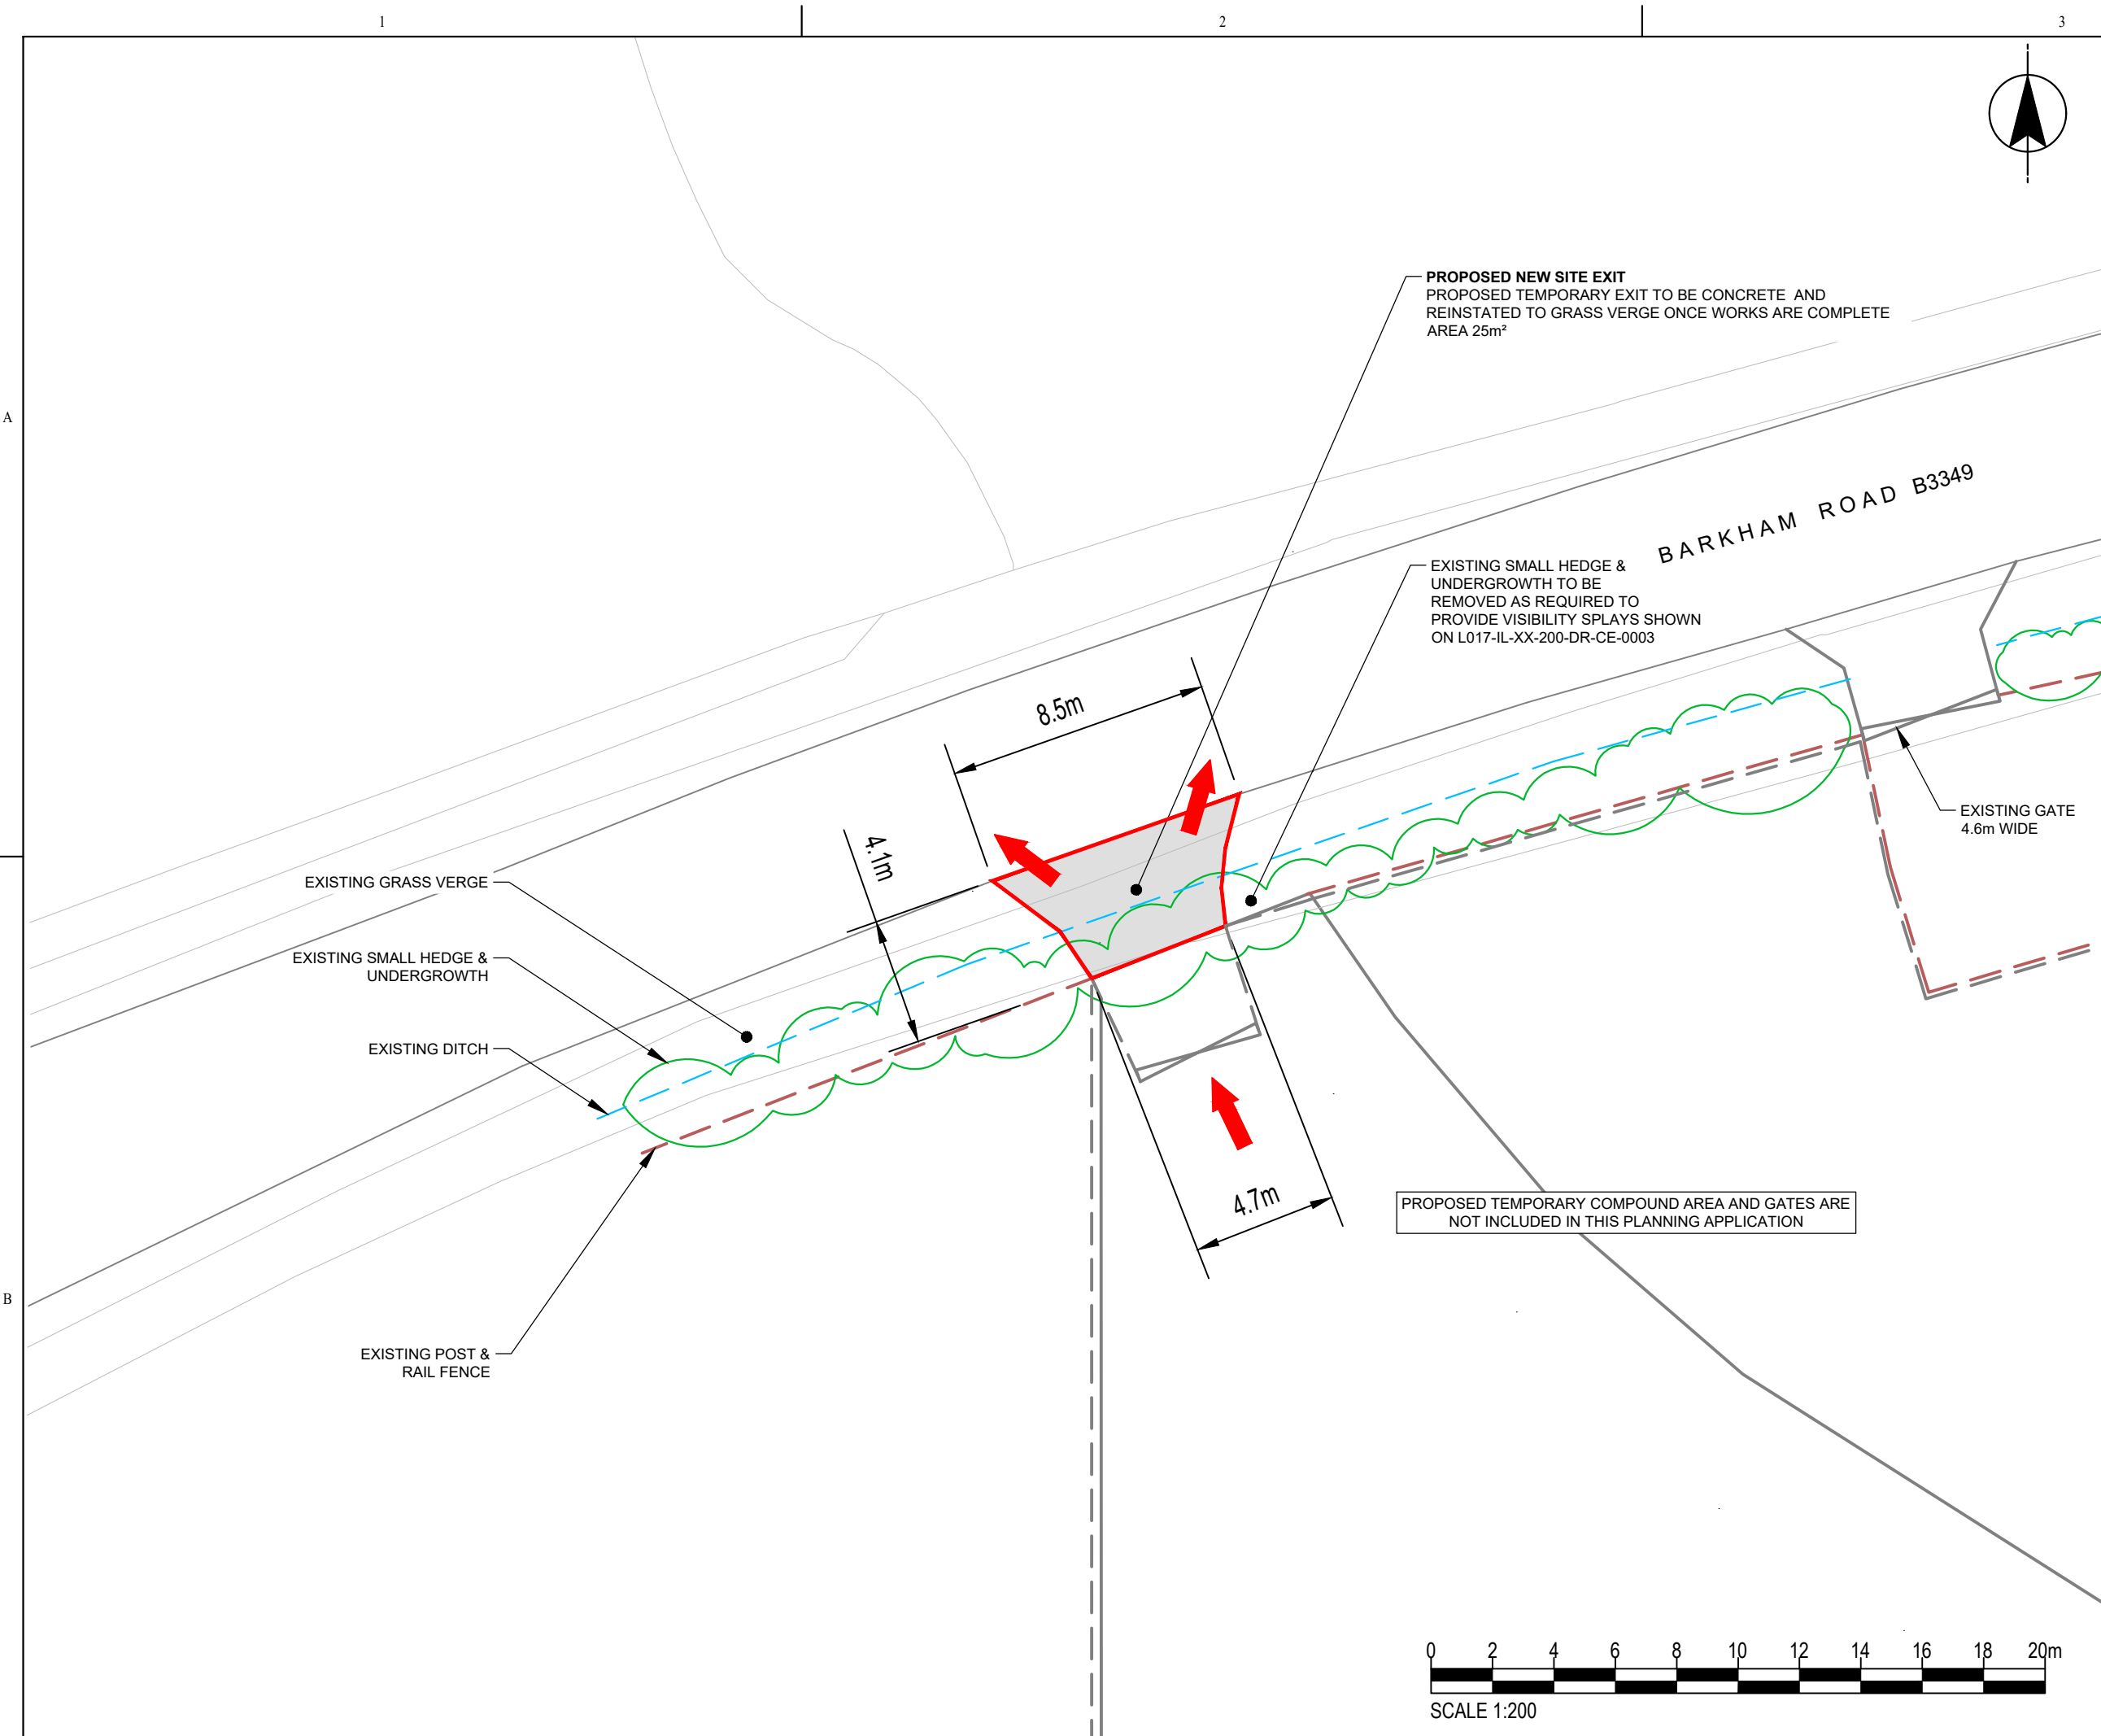 1
2
3
A
B
PROPOSED NEW SITE EXIT
PROPOSED TEMPORARY EXIT TO BE CONCRETE AND
REINSTATED TO GRASS VERGE ONCE WORKS ARE COMPLETE
AREA 25m²
BARKHAM ROAD B3349
EXISTING SMALL HEDGE &
UNDERGROWTH TO BE
REMOVED AS REQUIRED TO
PROVIDE VISIBILITY SPLAYS SHOWN
ON L017-IL-XX-200-DR-CE-0003
8.5m
4.1m
EXISTING GATE
4.6m WIDE
EXISTING GRASS VERGE
EXISTING SMALL HEDGE &
UNDERGROWTH
EXISTING DITCH
4.7m
PROPOSED TEMPORARY COMPOUND AREA AND GATES ARE
NOT INCLUDED IN THIS PLANNING APPLICATION
EXISTING POST &
RAIL FENCE
0 2 4 6 8 10 12 14 16 18 20m
SCALE 1:200